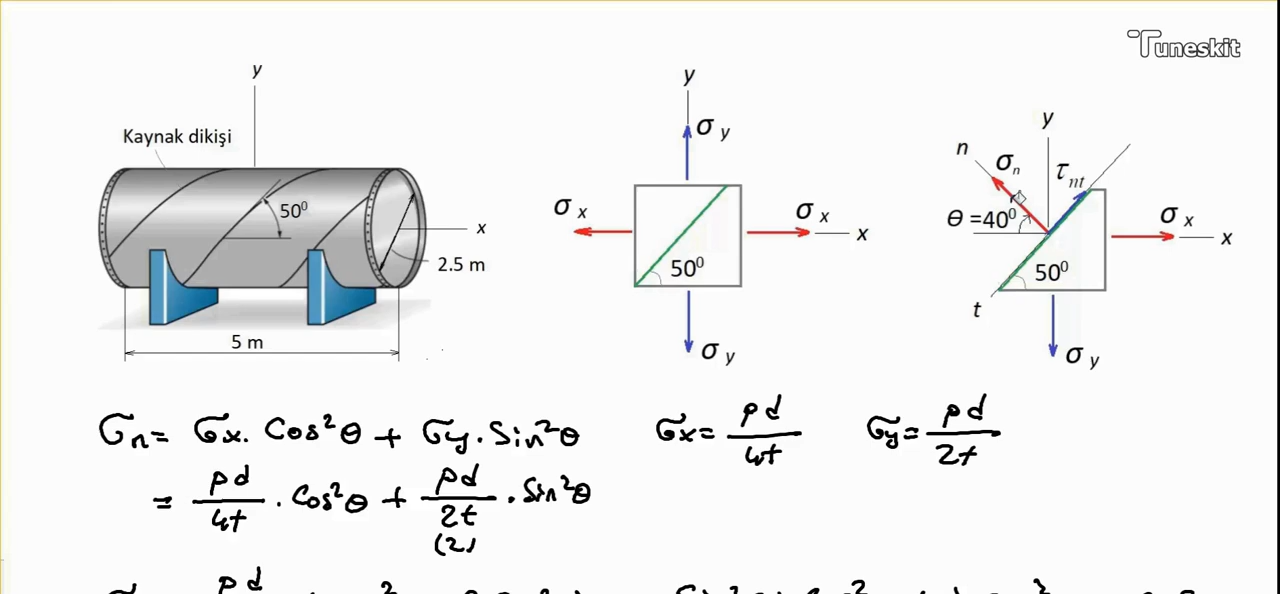 Tuneskit
y
Kaynak dikişi
50⁰
x
2.5 m
5 m
y
σ y
σ x
σ x
x
50⁰
σ y
y
n
σn
τnt
θ =40⁰
σ x
x
50⁰
t
σ y
σn = σx. Cos²θ + σy. Sin²θ
σx = pd/4t
σy = pd/2t
= pd/4t . Cos²θ + pd/2t . Sin²θ
(2)
pd